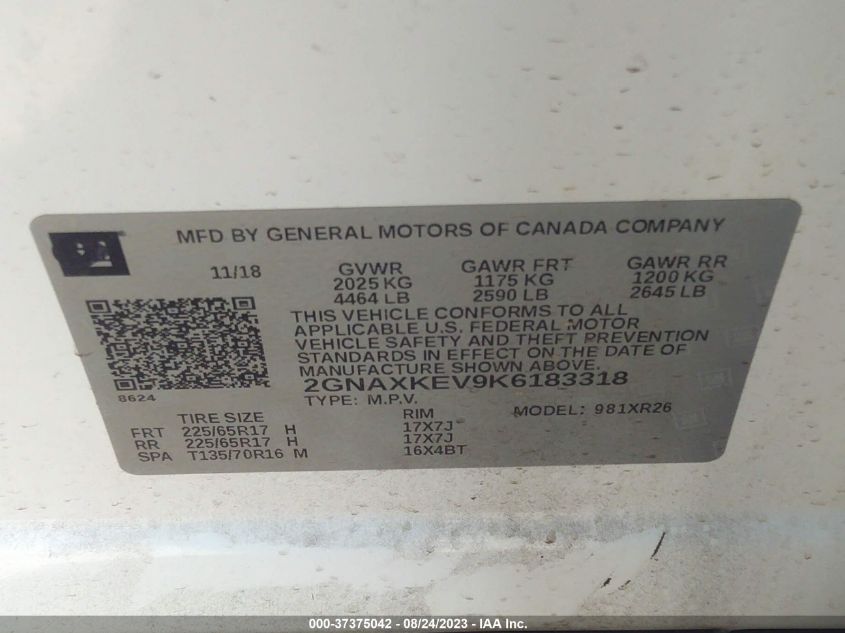 MFD BY GENERAL MOTORS OF CANADA COMPANY
11/18 GVWR GAWR FRT GAWR RR
2025 KG 1175 KG 1200 KG
4464 LB 2590 LB 2645 LB
THIS VEHICLE CONFORMS TO ALL
APPLICABLE U.S. FEDERAL MOTOR
VEHICLE SAFETY AND THEFT PREVENTION
STANDARDS IN EFFECT ON THE DATE OF
MANUFACTURE SHOWN ABOVE.
2GNAXKEV9K6183318
8624
TYPE: M.P.V. MODEL: 981XR26
TIRE SIZE RIM
FRT 225/65R17 H 17X7J
RR 225/65R17 H 17X7J
SPA T135/70R16 M 16X4BT
000-37375042 - 08/24/2023 - IAA Inc.